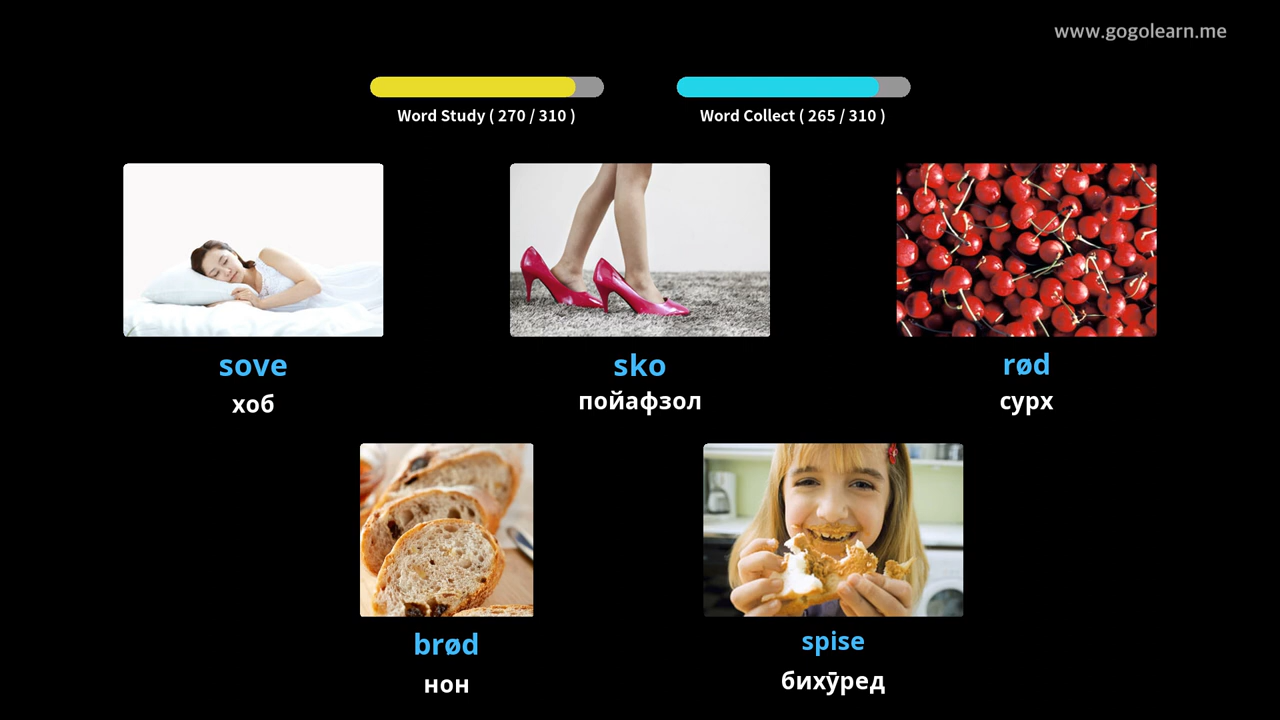 www.gogolearn.me
Word Study ( 270 / 310 )
Word Collect ( 265 / 310 )
sove
sko
rød
хоб
пойафзол
сурх
brød
spise
нон
бихӯред